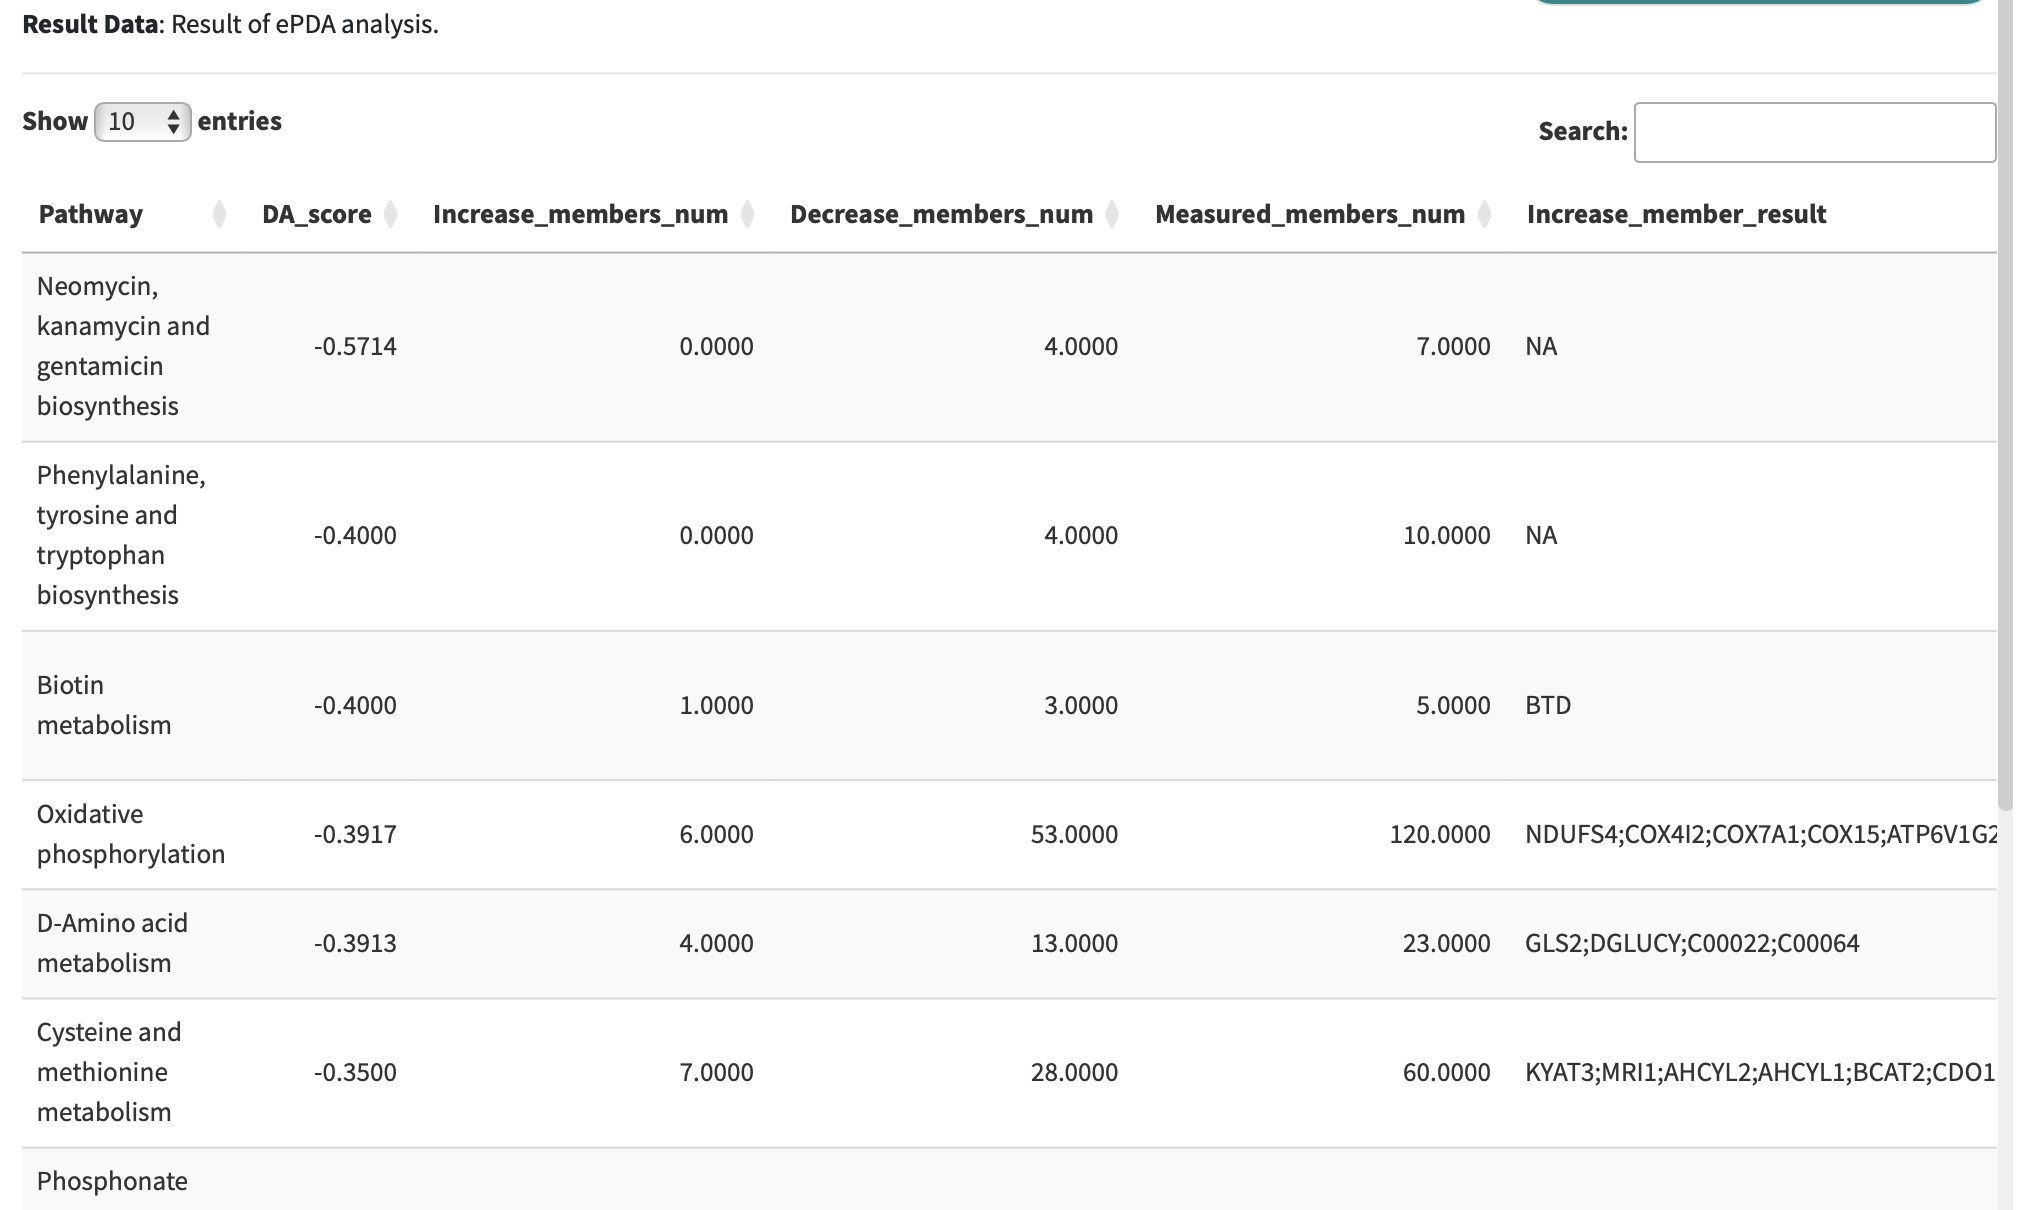 Result Data: Result of ePDA analysis.
Show 10 entries
Search:
Pathway DA_score Increase_members_num Decrease_members_num Measured_members_num Increase_member_result
Neomycin,
kanamycin and
gentamicin
biosynthesis
-0.5714 0.0000 4.0000 7.0000 NA
Phenylalanine,
tyrosine and
tryptophan
biosynthesis
-0.4000 0.0000 4.0000 10.0000 NA
Biotin
metabolism
-0.4000 1.0000 3.0000 5.0000 BTD
Oxidative
phosphorylation
-0.3917 6.0000 53.0000 120.0000 NDUFS4;COX4I2;COX7A1;COX15;ATP6V1G2
D-Amino acid
metabolism
-0.3913 4.0000 13.0000 23.0000 GLS2;DGLUCY;C00022;C00064
Cysteine and
methionine
metabolism
-0.3500 7.0000 28.0000 60.0000 KYAT3;MRI1;AHCYL2;AHCYL1;BCAT2;CDO1
Phosphonate